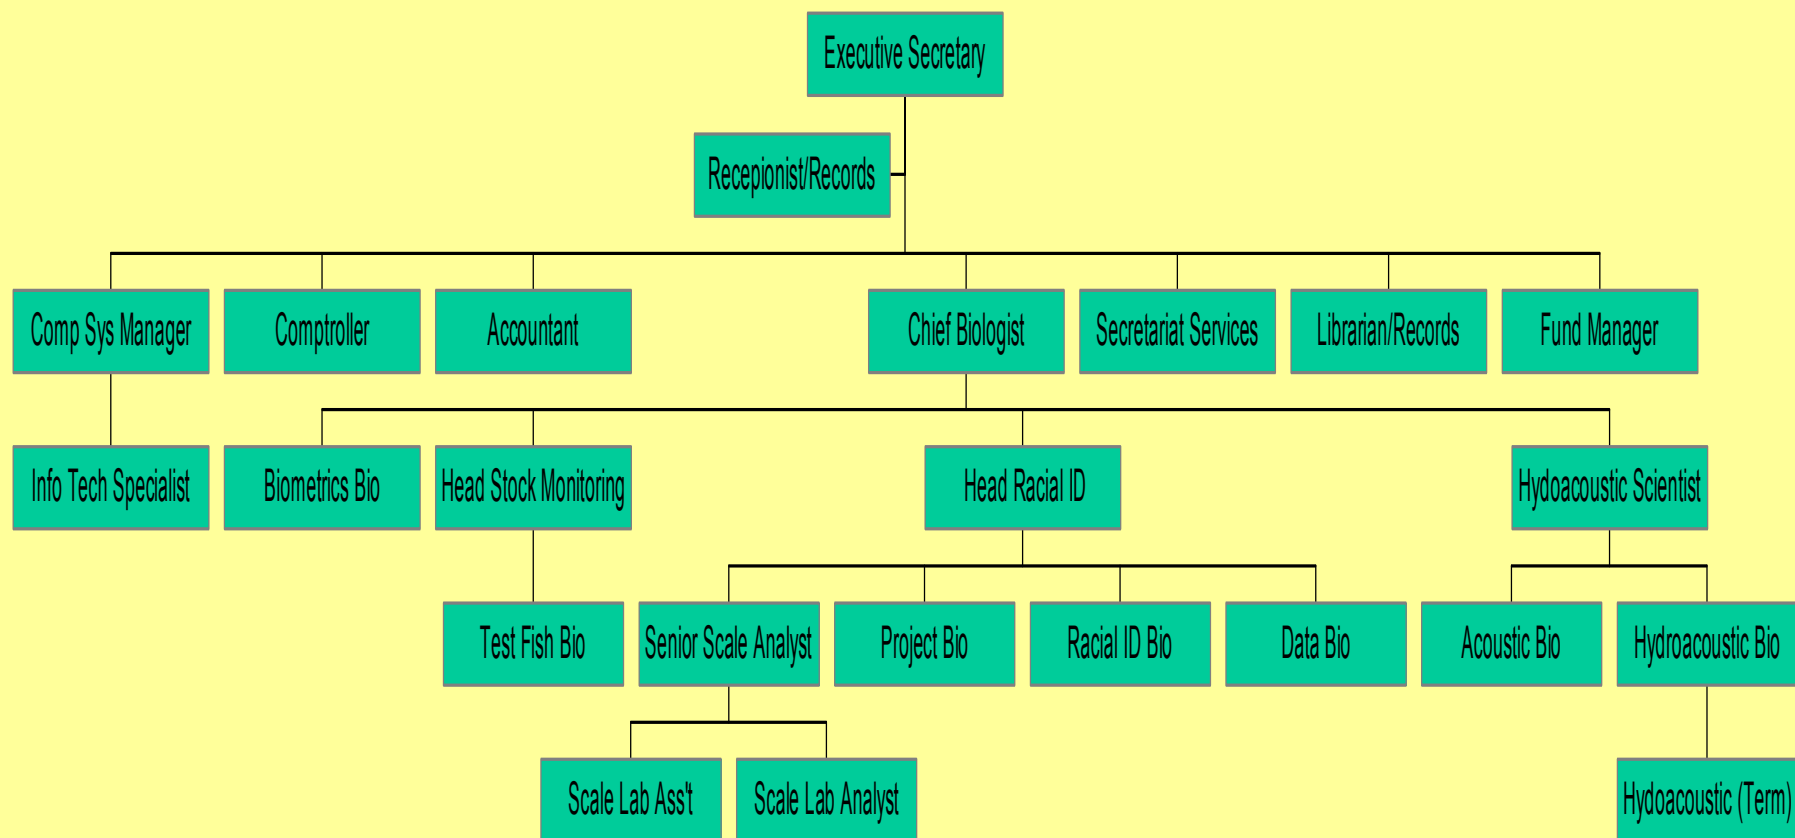 Executive Secretary
Recepionist/Records
Comp Sys Manager
Comptroller
Accountant
Chief Biologist
Secretariat Services
Librarian/Records
Fund Manager
Info Tech Specialist
Biometrics Bio
Head Stock Monitoring
Head Racial ID
Hydoacoustic Scientist
Test Fish Bio
Senior Scale Analyst
Project Bio
Racial ID Bio
Data Bio
Acoustic Bio
Hydroacoustic Bio
Scale Lab Ass't
Scale Lab Analyst
Hydoacoustic (Term)